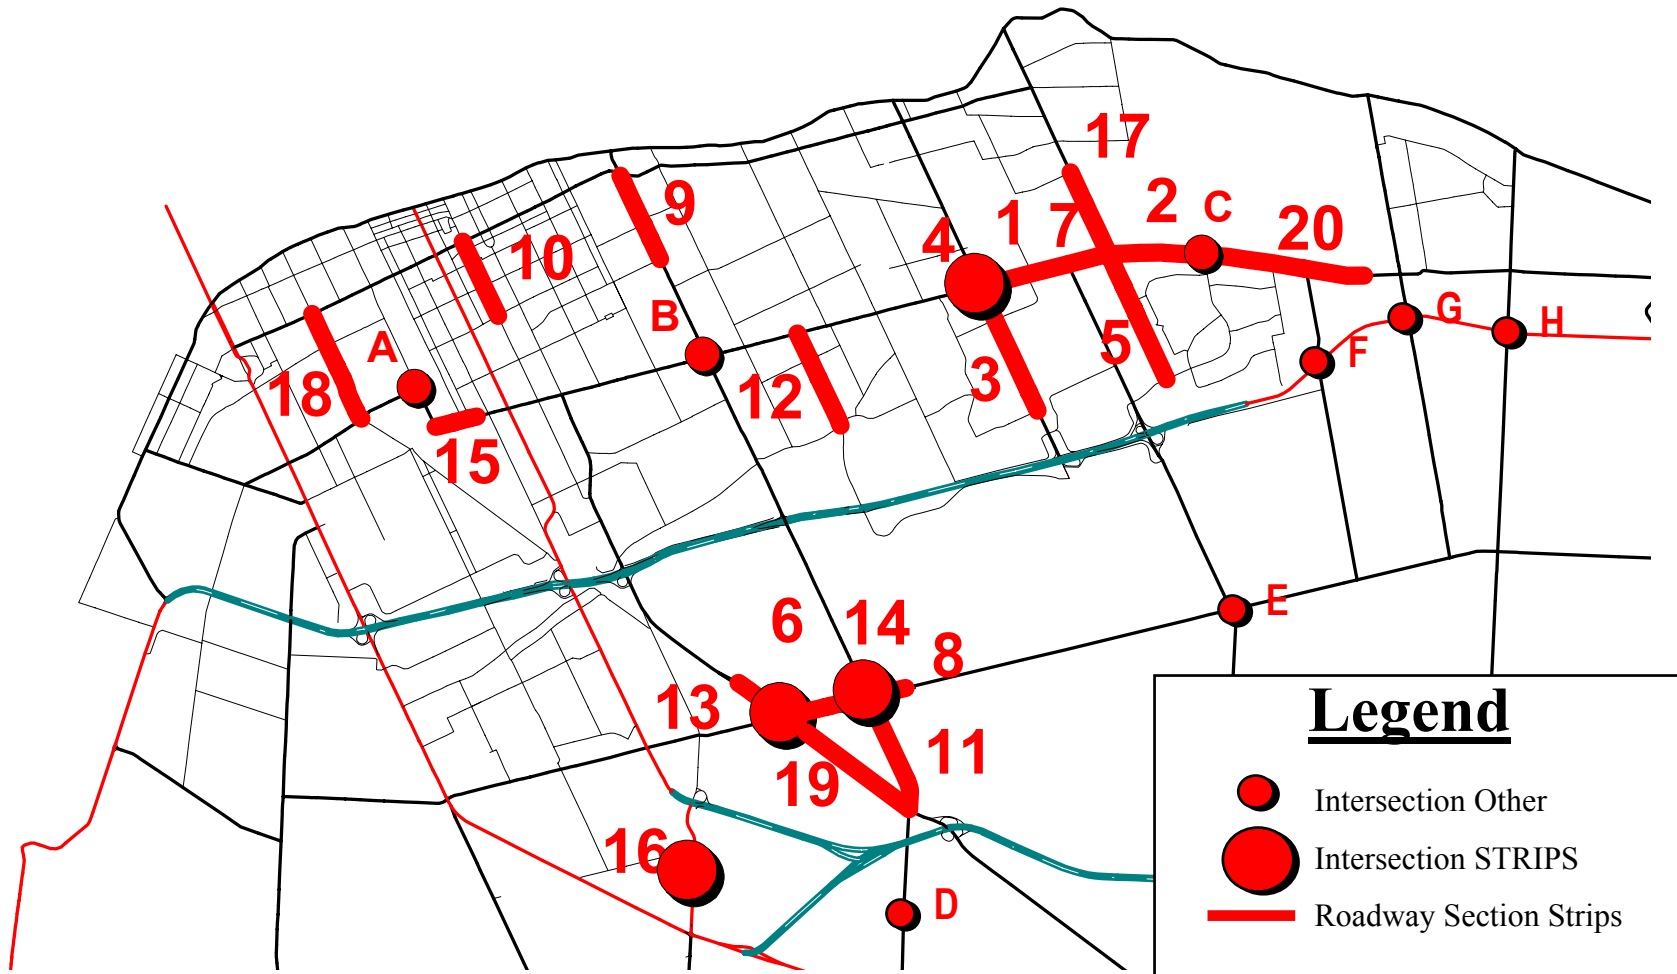 17
9
2
C
1
7
20
4
10
G
B
H
A
5
F
18
12
3
15
E
6
14
8
13
11
19
16
D
Legend
Intersection Other
Intersection STRIPS
Roadway Section Strips